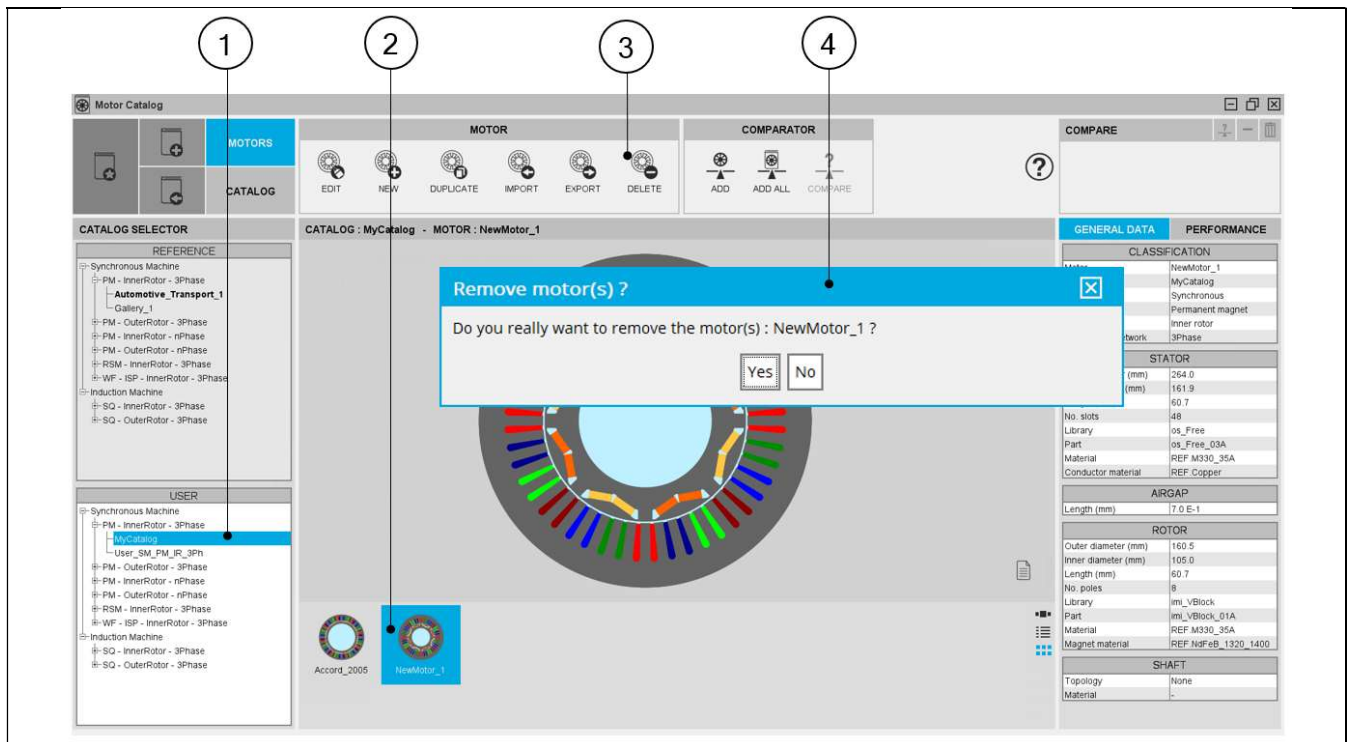 1 2 3 4
Motor Catalog
MOTORS
CATALOG
MOTOR
EDIT NEW DUPLICATE IMPORT EXPORT DELETE
COMPARATOR
ADD ADD ALL COMPARE
?
COMPARE
CATALOG SELECTOR
REFERENCE
Synchronous Machine
PM - InnerRotor - 3Phase
Automotive_Transport_1
Gallery_1
PM - OuterRotor - 3Phase
PM - InnerRotor - nPhase
PM - OuterRotor - nPhase
RSM - InnerRotor - 3Phase
WF - ISP - InnerRotor - 3Phase
Induction Machine
SQ - InnerRotor - 3Phase
SQ - OuterRotor - 3Phase
USER
Synchronous Machine
PM - InnerRotor - 3Phase
MyCatalog
User_SM_PM_IR_3Ph
PM - OuterRotor - 3Phase
PM - InnerRotor - nPhase
PM - OuterRotor - nPhase
RSM - InnerRotor - 3Phase
WF - ISP - InnerRotor - 3Phase
Induction Machine
SQ - InnerRotor - 3Phase
SQ - OuterRotor - 3Phase
CATALOG : MyCatalog - MOTOR : NewMotor_1
Remove motor(s) ?
Do you really want to remove the motor(s) : NewMotor_1 ?
Yes No
Accord_2005 NewMotor_1
GENERAL DATA PERFORMANCE
CLASSIFICATION
NewMotor_1
MyCatalog
Synchronous
Permanent magnet
Inner rotor
3Phase
STATOR
(mm) 264.0
(mm) 161.9
60.7
No. slots 48
Library os_Free
Part os_Free_03A
Material REF.M330_35A
Conductor material REF.Copper
AIRGAP
Length (mm) 7.0 E-1
ROTOR
Outer diameter (mm) 160.5
Inner diameter (mm) 105.0
Length (mm) 60.7
No. poles 8
Library imi_VBlock
Part imi_VBlock_01A
Material REF.M330_35A
Magnet material REF.NdFeB_1320_1400
SHAFT
Topology None
Material -